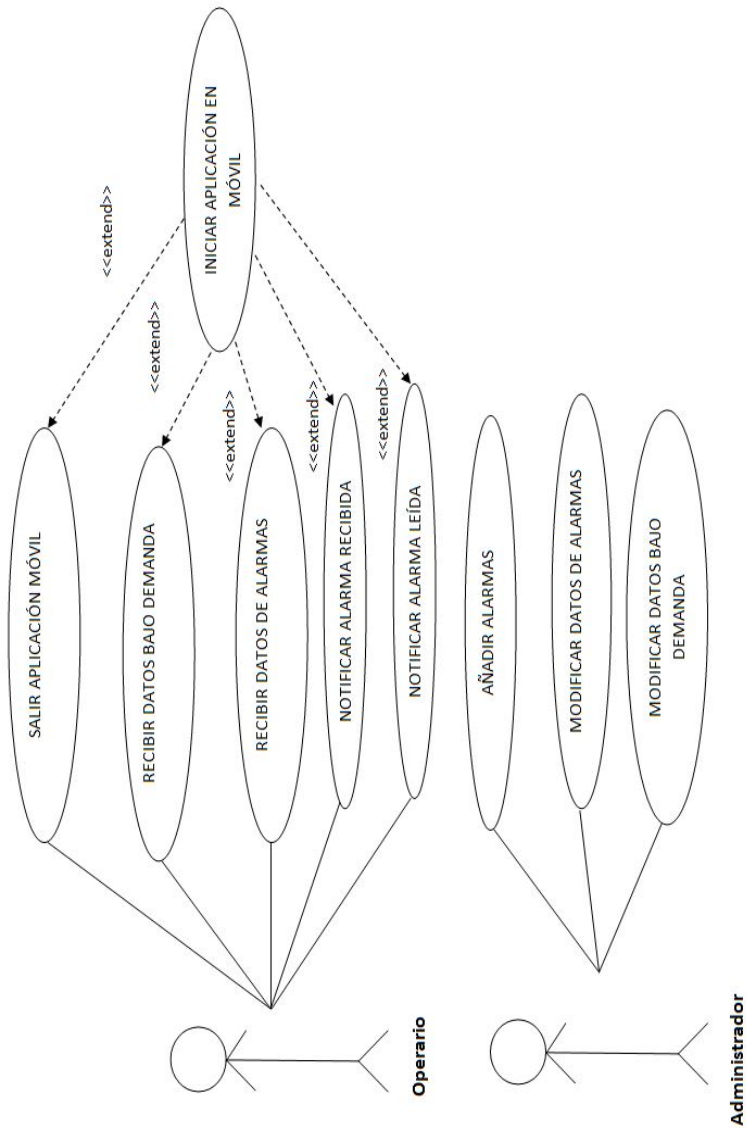 SALIR APLICACIÓN MÓVIL
<<extend>>
RECIBIR DATOS BAJO DEMANDA
<<extend>>
INICIAR APLICACIÓN EN
MÓVIL
RECIBIR DATOS DE ALARMAS
<<extend>>
NOTIFICAR ALARMA RECIBIDA
<<extend>>
NOTIFICAR ALARMA LEÍDA
<<extend>>
Operario
AÑADIR ALARMAS
MODIFICAR DATOS DE ALARMAS
MODIFICAR DATOS BAJO
DEMANDA
Administrador